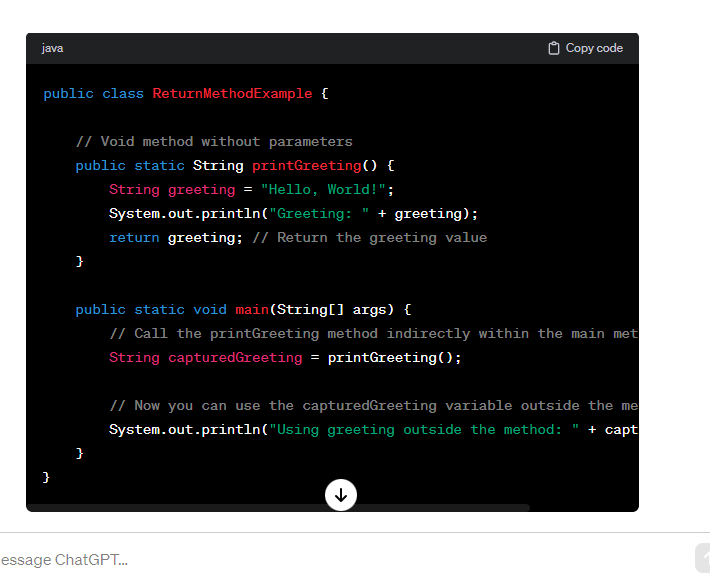 java
Copy code
public class ReturnMethodExample {
// Void method without parameters
public static String printGreeting() {
String greeting = "Hello, World!";
System.out.println("Greeting: " + greeting);
return greeting; // Return the greeting value
}
public static void main(String[] args) {
// Call the printGreeting method indirectly within the main met
String capturedGreeting = printGreeting();
// Now you can use the capturedGreeting variable outside the me
System.out.println("Using greeting outside the method: " + capt
}
}
essage ChatGPT...